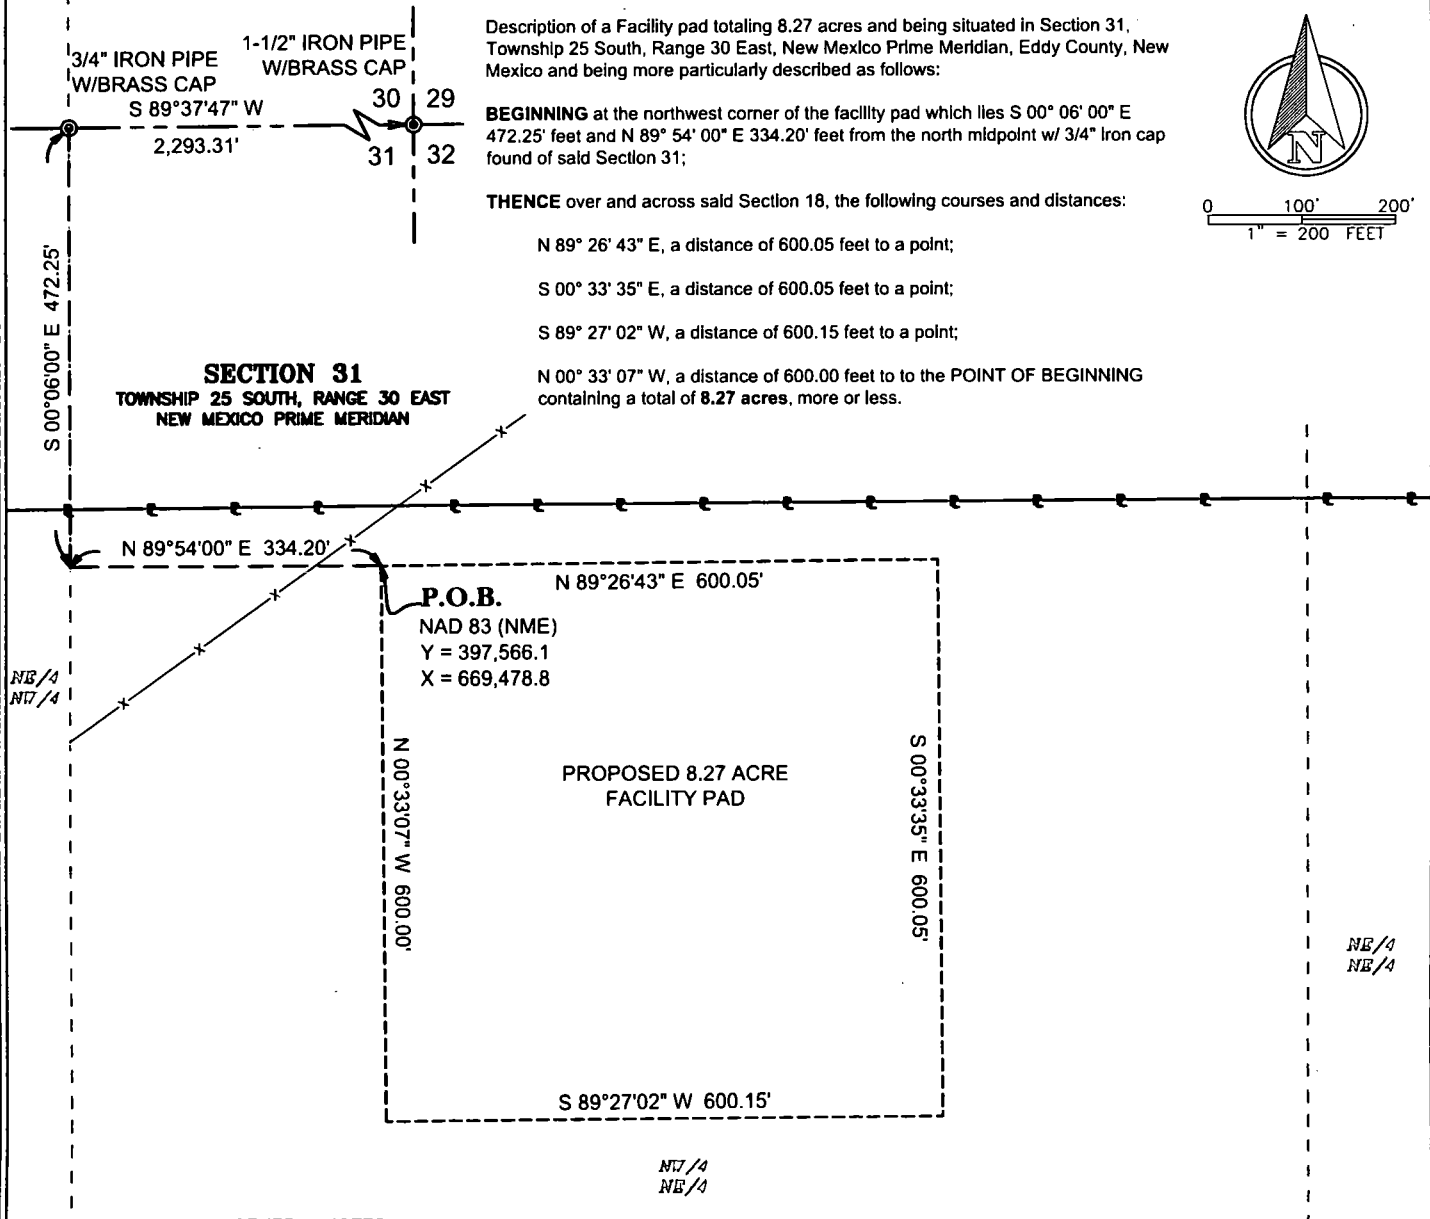 Description of a Facility pad totaling 8.27 acres and being situated in Section 31,
Township 25 South, Range 30 East, New Mexico Prime Meridian, Eddy County, New
Mexico and being more particularly described as follows:
BEGINNING at the northwest corner of the facility pad which lies S 00° 06' 00" E
472.25' feet and N 89° 54' 00" E 334.20' feet from the north midpoint w/ 3/4" iron cap
found of said Section 31;
THENCE over and across said Section 18, the following courses and distances:
N 89° 26' 43" E, a distance of 600.05 feet to a point;
S 00° 33' 35" E, a distance of 600.05 feet to a point;
S 89° 27' 02" W, a distance of 600.15 feet to a point;
N 00° 33' 07" W, a distance of 600.00 feet to to the POINT OF BEGINNING
containing a total of 8.27 acres, more or less.
3/4" IRON PIPE
W/BRASS CAP
1-1/2" IRON PIPE
W/BRASS CAP
S 89°37'47" W
2,293.31'
30 29
31 32
N
0 100' 200'
1" = 200 FEET
S 00°06'00" E 472.25'
SECTION 31
TOWNSHIP 25 SOUTH, RANGE 30 EAST
NEW MEXICO PRIME MERIDIAN
N 89°54'00" E 334.20'
N 89°26'43" E 600.05'
P.O.B.
NAD 83 (NME)
Y = 397,566.1
X = 669,478.8
NE/4
NW/4
N 00°33'07" W 600.00'
PROPOSED 8.27 ACRE
FACILITY PAD
S 00°33'35" E 600.05'
NE/4
NE/4
S 89°27'02" W 600.15'
NW/4
NE/4